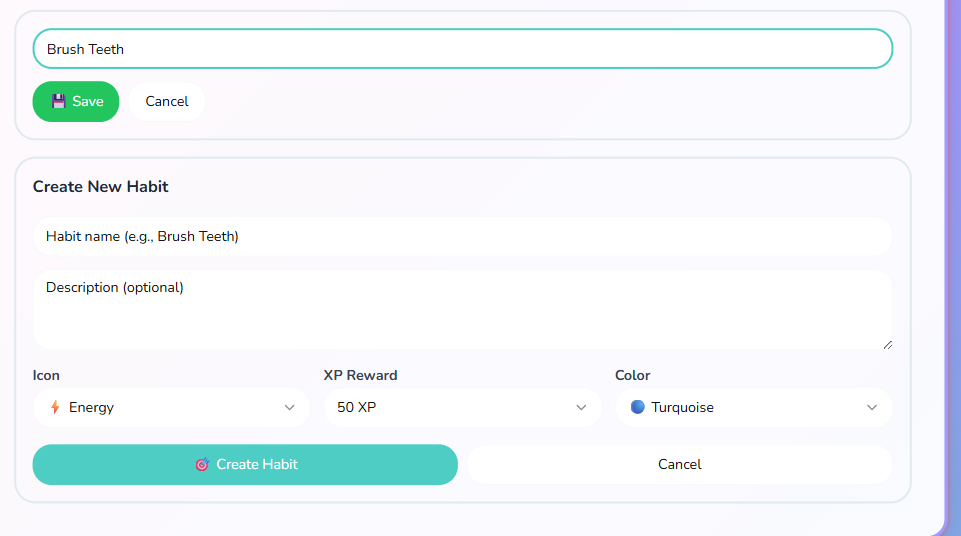 Brush Teeth
Save Cancel
Create New Habit
Habit name (e.g., Brush Teeth)
Description (optional)
Icon XP Reward Color
Energy 50 XP Turquoise
Create Habit Cancel